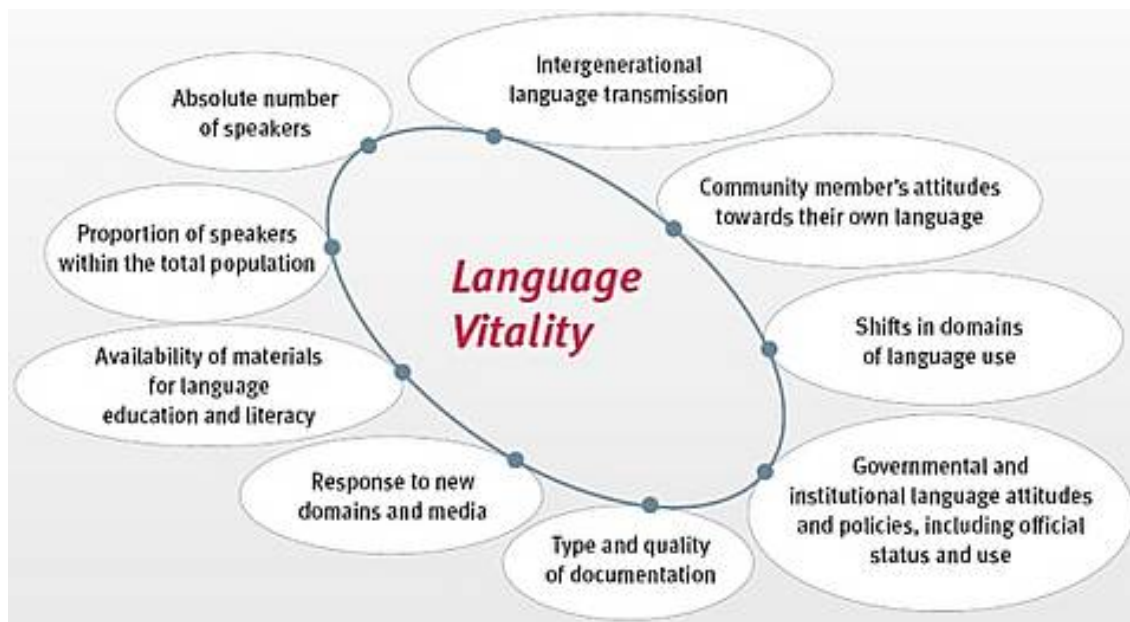 Intergenerational
language transmission
Absolute number
of speakers
Community member's attitudes
towards their own language
Proportion of speakers
within the total population
Language
Vitality
Shifts in domains
of language use
Availability of materials
for language
education and literacy
Response to new
domains and media
Governmental and
institutional language attitudes
and policies, including official
status and use
Type and quality
of documentation